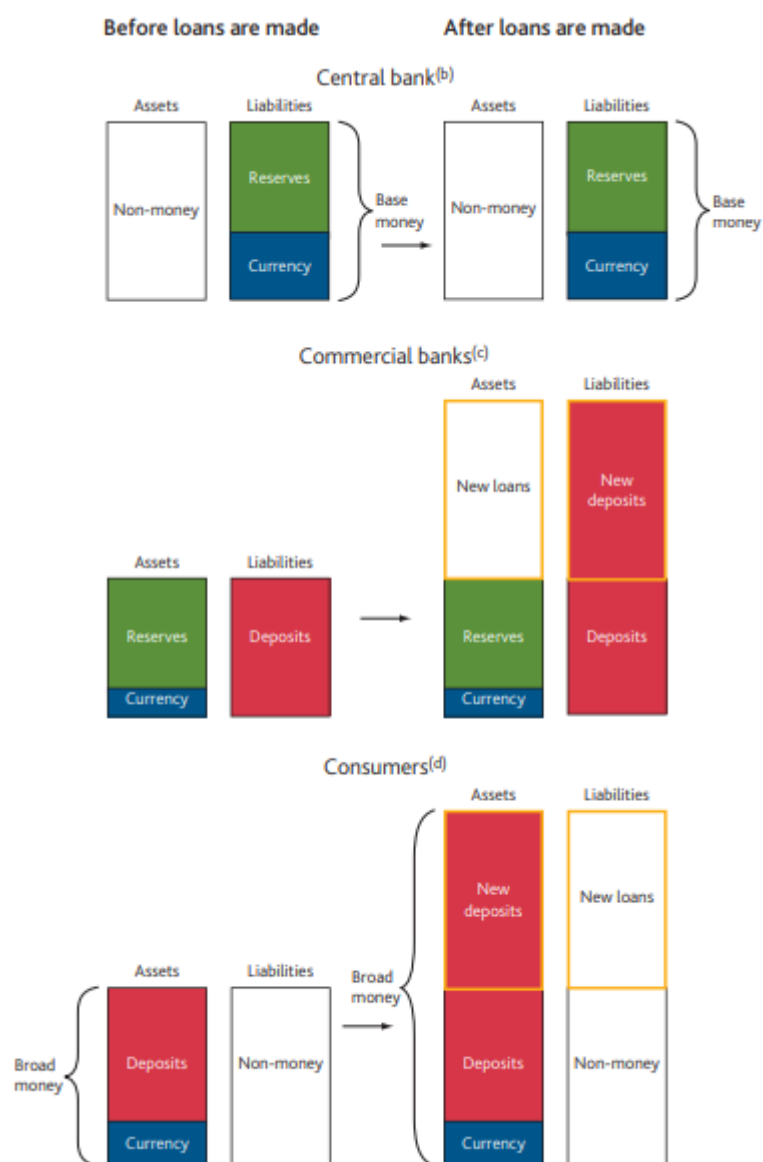 Before loans are made
After loans are made
Central bank(b)
Assets
Liabilities
Assets
Liabilities
Non-money
Reserves
Currency
Base
money
Non-money
Reserves
Currency
Base
money
Commercial banks(c)
Assets
Liabilities
New loans
New
deposits
Assets
Liabilities
Reserves
Deposits
Currency
Reserves
Deposits
Currency
Consumers(d)
Assets
Liabilities
New
deposits
New loans
Assets
Liabilities
Broad
money
Broad
money
Deposits
Non-money
Currency
Deposits
Non-money
Currency